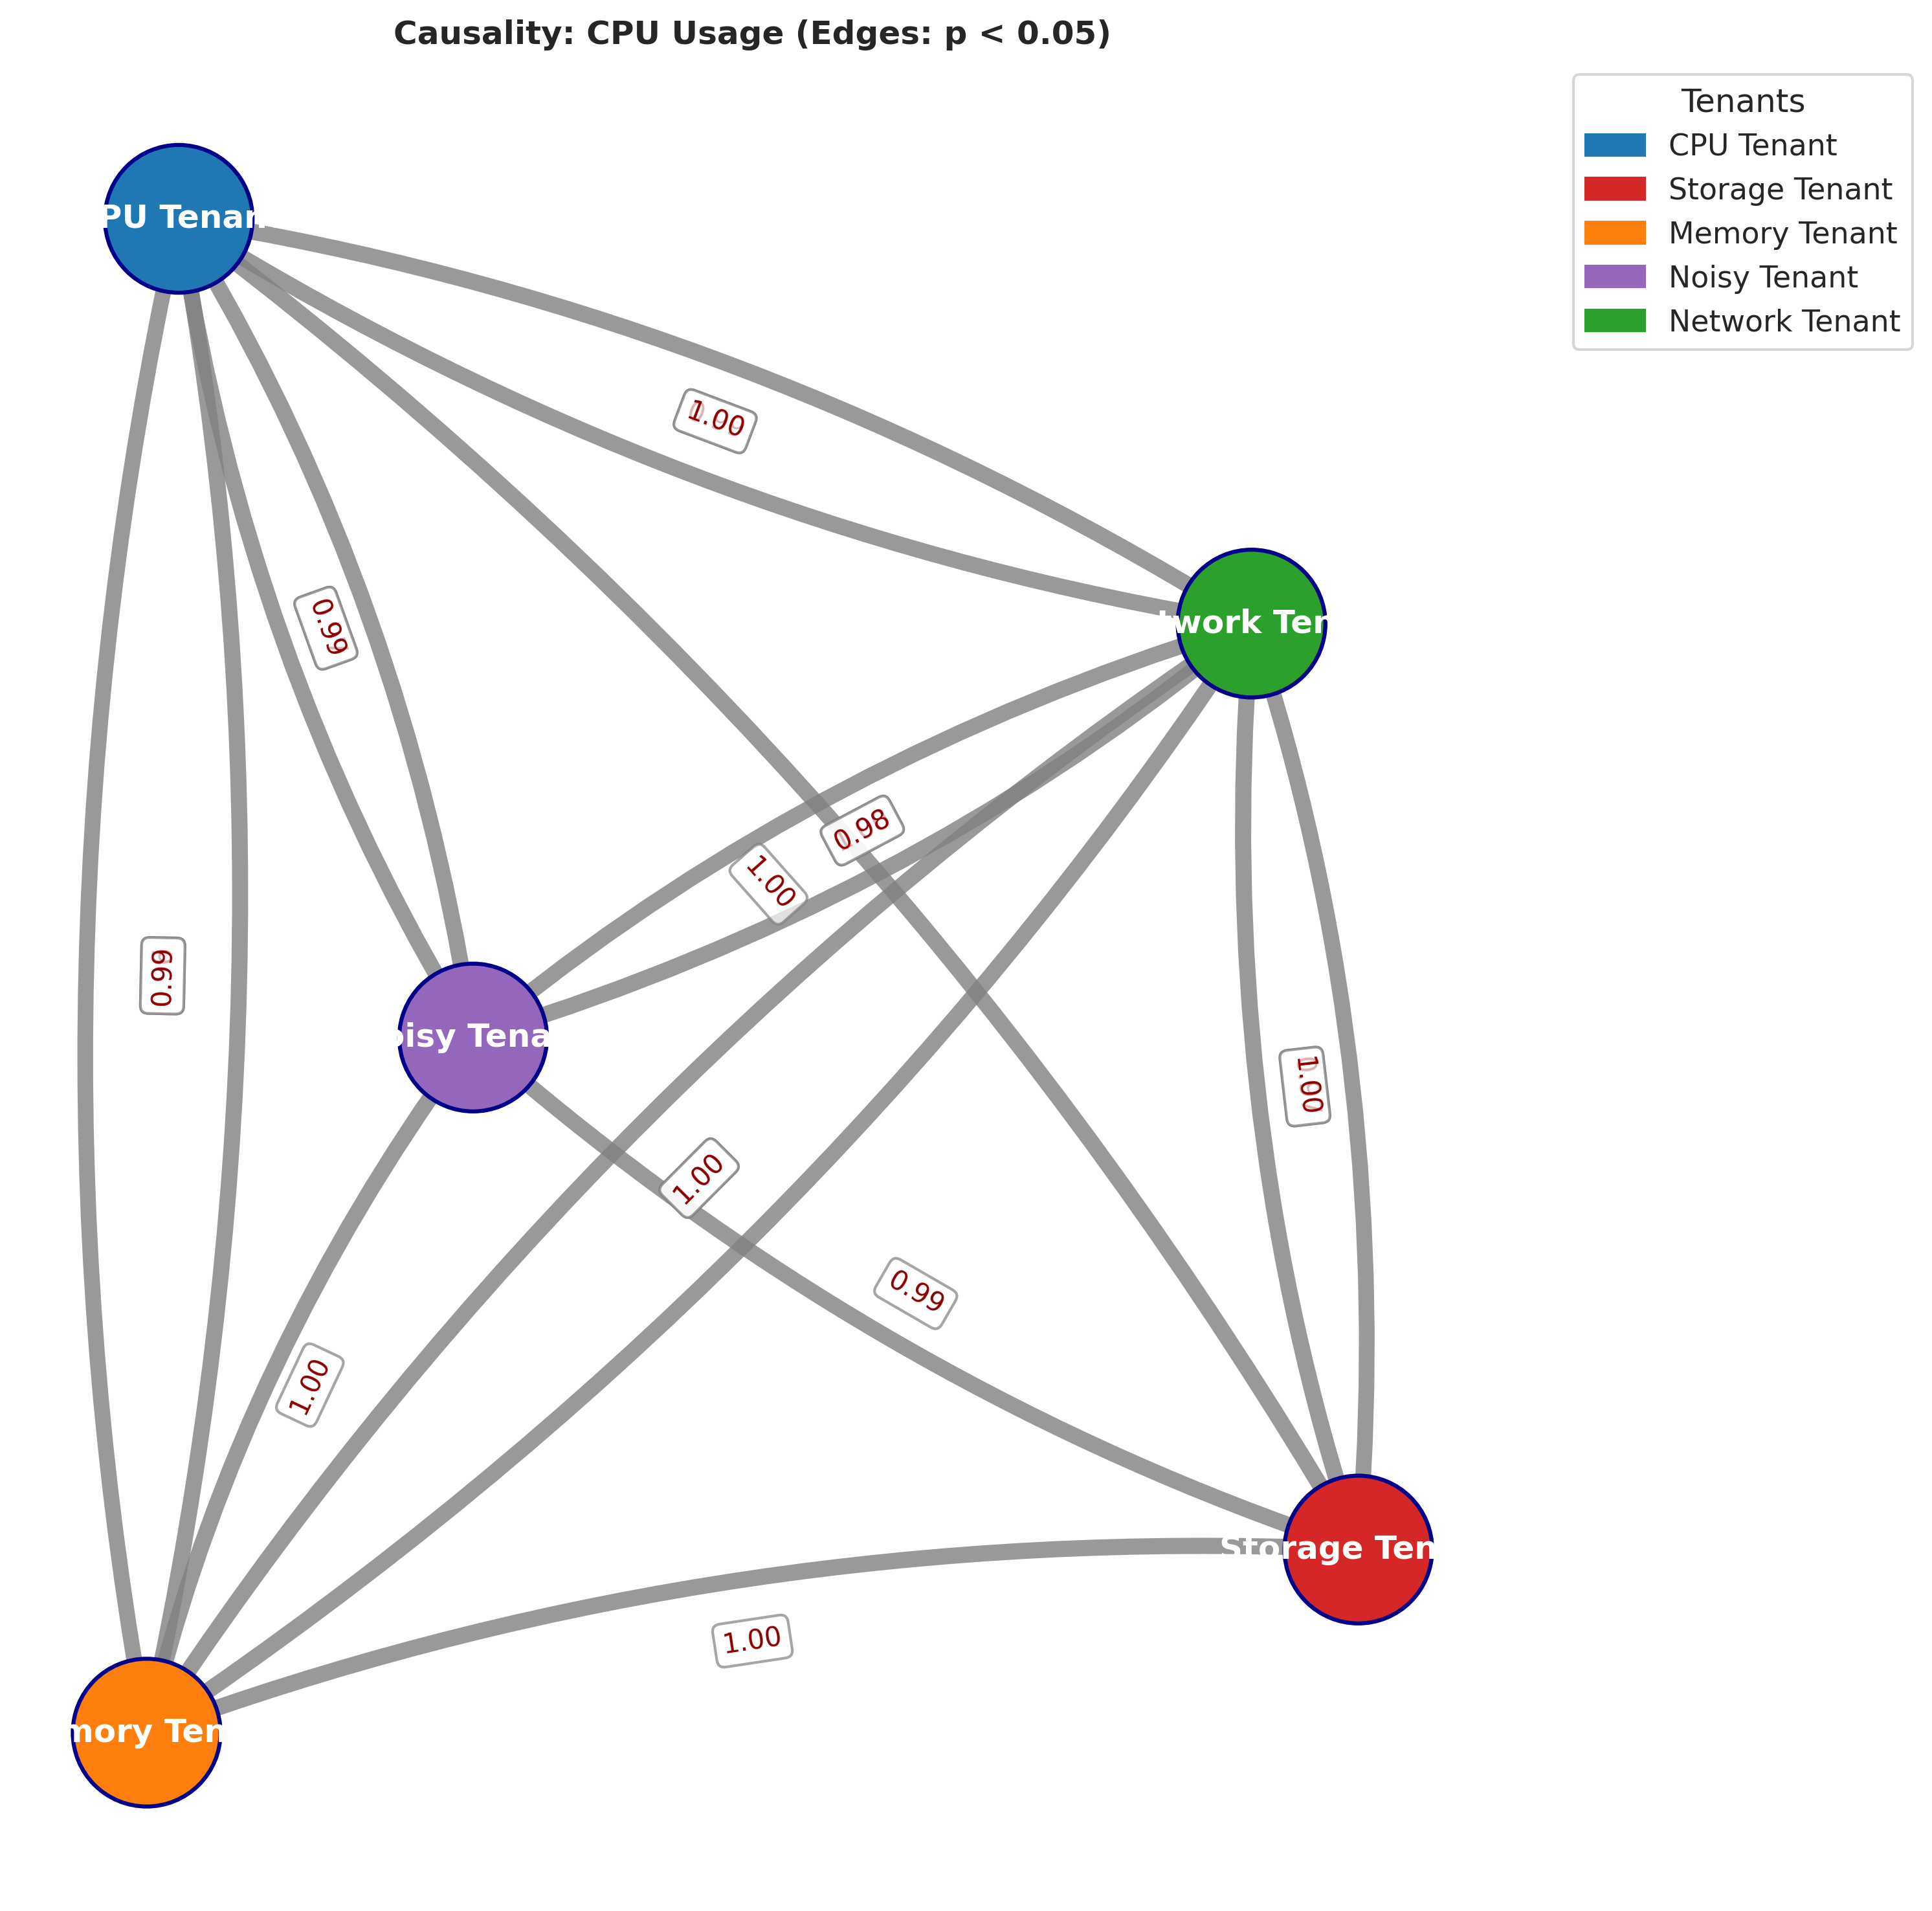 Causality: CPU Usage (Edges: p < 0.05)
Tenants
CPU Tenant
Storage Tenant
Memory Tenant
Noisy Tenant
Network Tenant
PU Tenan
1.00
0.99
twork Ten
0.98
1.00
0.99
oisy Tena
1.00
1.00
0.99
1.00
Storage Ten
1.00
mory Ten